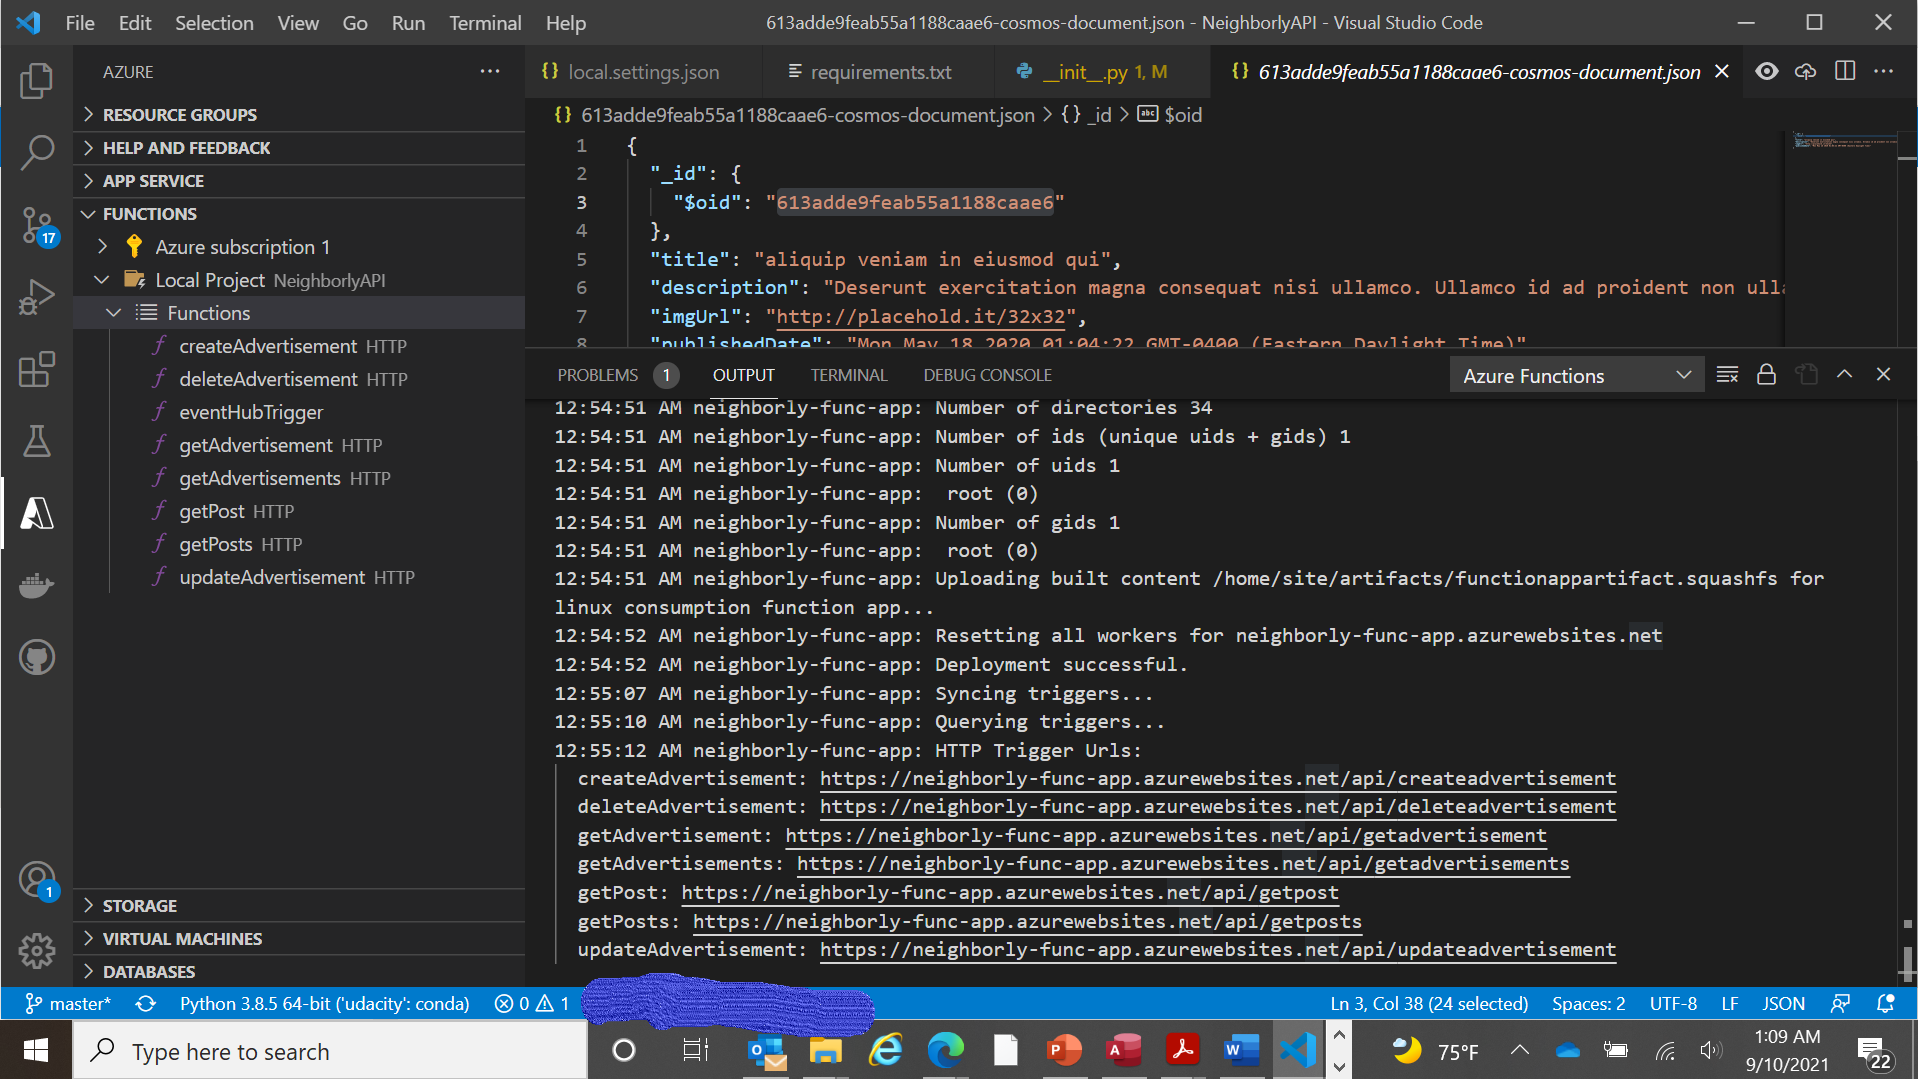 File Edit Selection View Go Run Terminal Help
613adde9feab55a1188caae6-cosmos-document.json - NeighborlyAPI - Visual Studio Code
AZURE
RESOURCE GROUPS
HELP AND FEEDBACK
APP SERVICE
FUNCTIONS
Azure subscription 1
Local Project NeighborlyAPI
Functions
createAdvertisement HTTP
deleteAdvertisement HTTP
eventHubTrigger
getAdvertisement HTTP
getAdvertisements HTTP
getPost HTTP
getPosts HTTP
updateAdvertisement HTTP
STORAGE
VIRTUAL MACHINES
DATABASES
17
1
{} local.settings.json
requirements.txt
__init__.py 1, M
{} 613adde9feab55a1188caae6-cosmos-document.json
{} 613adde9feab55a1188caae6-cosmos-document.json > {} _id > abc $oid
1 {
2 "_id": {
3 "$oid": "613adde9feab55a1188caae6"
4 },
5 "title": "aliquip veniam in eiusmod qui",
6 "description": "Deserunt exercitation magna consequat nisi ullamco. Ullamco id ad proident non ulla
7 "imgUrl": "http://placehold.it/32x32",
8 "publishedDate": "Mon May 18 2020 01:04:22 GMT-0400 (Eastern Daylight Time)"
PROBLEMS 1 OUTPUT TERMINAL DEBUG CONSOLE
Azure Functions
12:54:51 AM neighborly-func-app: Number of directories 34
12:54:51 AM neighborly-func-app: Number of ids (unique uids + gids) 1
12:54:51 AM neighborly-func-app: Number of uids 1
12:54:51 AM neighborly-func-app:  root (0)
12:54:51 AM neighborly-func-app: Number of gids 1
12:54:51 AM neighborly-func-app:  root (0)
12:54:51 AM neighborly-func-app: Uploading built content /home/site/artifacts/functionappartifact.squashfs for
linux consumption function app...
12:54:52 AM neighborly-func-app: Resetting all workers for neighborly-func-app.azurewebsites.net
12:54:52 AM neighborly-func-app: Deployment successful.
12:55:07 AM neighborly-func-app: Syncing triggers...
12:55:10 AM neighborly-func-app: Querying triggers...
12:55:12 AM neighborly-func-app: HTTP Trigger Urls:
createAdvertisement: https://neighborly-func-app.azurewebsites.net/api/createadvertisement
deleteAdvertisement: https://neighborly-func-app.azurewebsites.net/api/deleteadvertisement
getAdvertisement: https://neighborly-func-app.azurewebsites.net/api/getadvertisement
getAdvertisements: https://neighborly-func-app.azurewebsites.net/api/getadvertisements
getPost: https://neighborly-func-app.azurewebsites.net/api/getpost
getPosts: https://neighborly-func-app.azurewebsites.net/api/getposts
updateAdvertisement: https://neighborly-func-app.azurewebsites.net/api/updateadvertisement
master* Python 3.8.5 64-bit ('udacity': conda) 0 1
Ln 3, Col 38 (24 selected) Spaces: 2 UTF-8 LF JSON
Type here to search
75°F
1:09 AM
9/10/2021
22